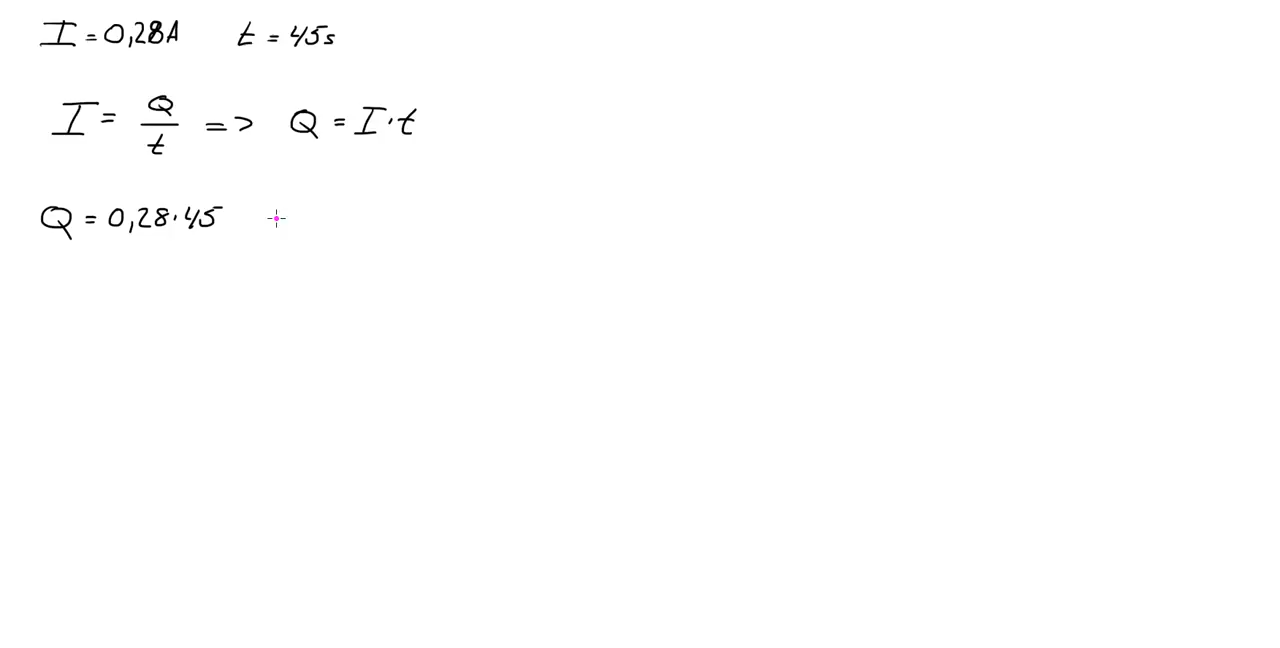 I = 0,28A t = 45s
I = Q/t => Q = I·t
Q = 0,28·45